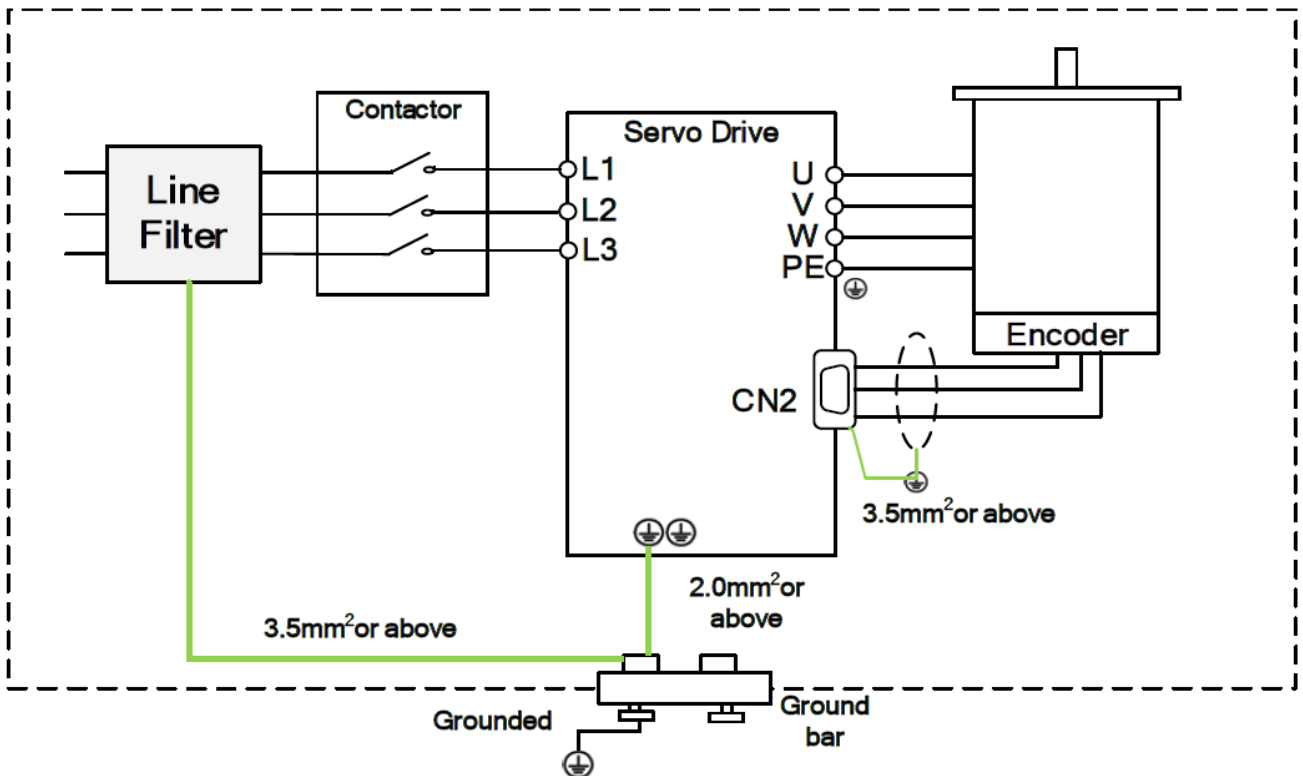 Contactor
Servo Drive
Line
Filter
L1
L2
L3
U
V
W
PE
Encoder
CN2
3.5mm²or above
2.0mm²or
above
3.5mm²or above
Grounded
Ground
bar